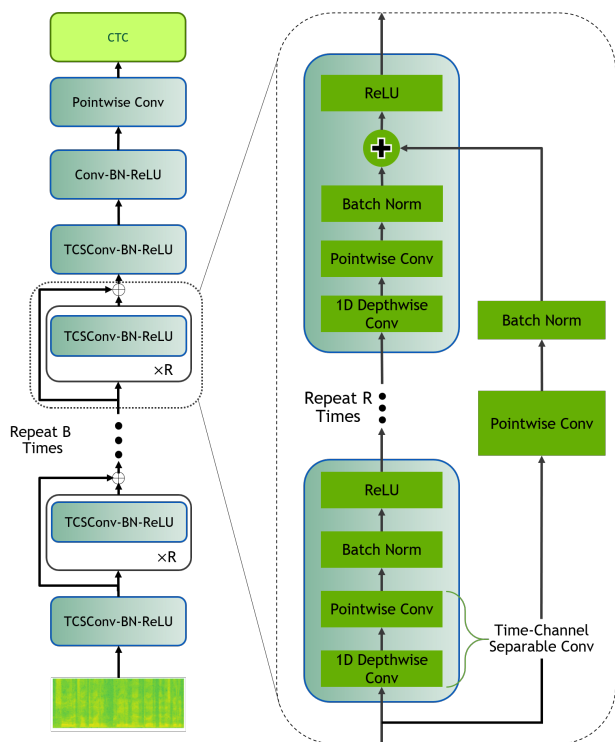 CTC
Pointwise Conv
Conv-BN-ReLU
TCSConv-BN-ReLU
TCSConv-BN-ReLU
×R
Repeat B
Times
TCSConv-BN-ReLU
×R
TCSConv-BN-ReLU
ReLU
Batch Norm
Pointwise Conv
1D Depthwise
Conv
Batch Norm
Pointwise Conv
Repeat R
Times
ReLU
Batch Norm
Pointwise Conv
1D Depthwise
Conv
Time-Channel
Separable Conv